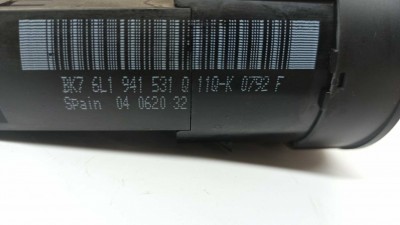 BK7 6L1 941 531 Q 11Q-K 0792 F
SPain 04 0620 32